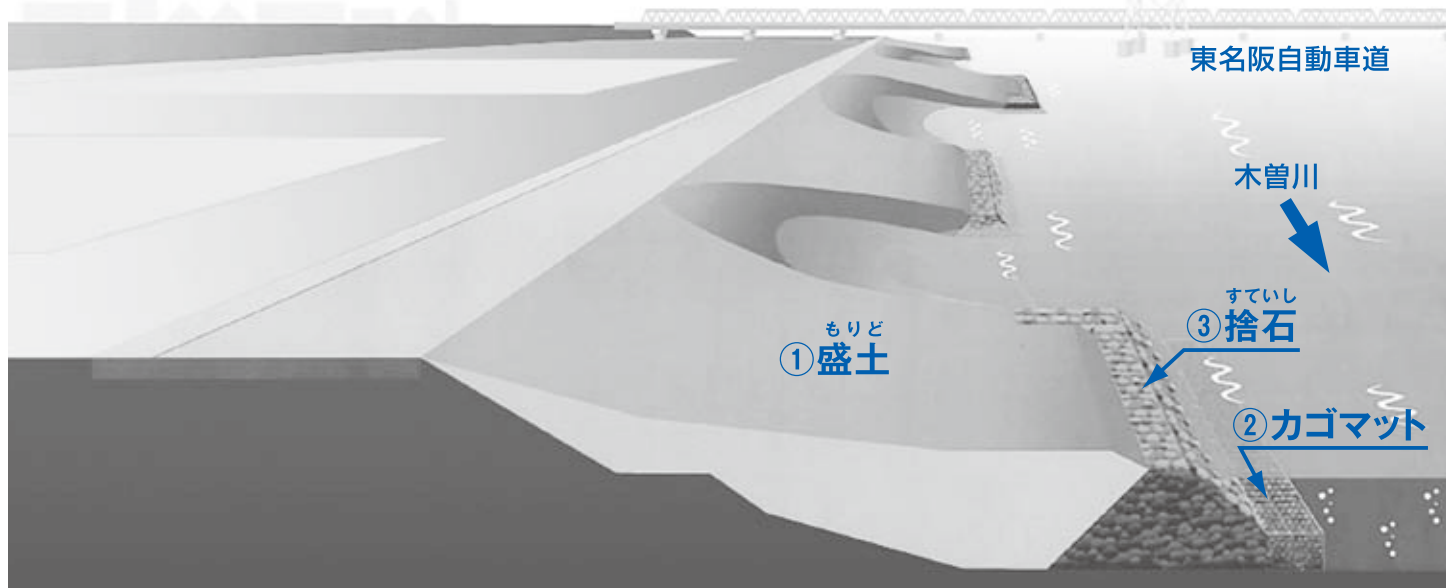 東名阪自動車道
木曽川
すていし
③捨石
もりど
①盛土
②カゴマット